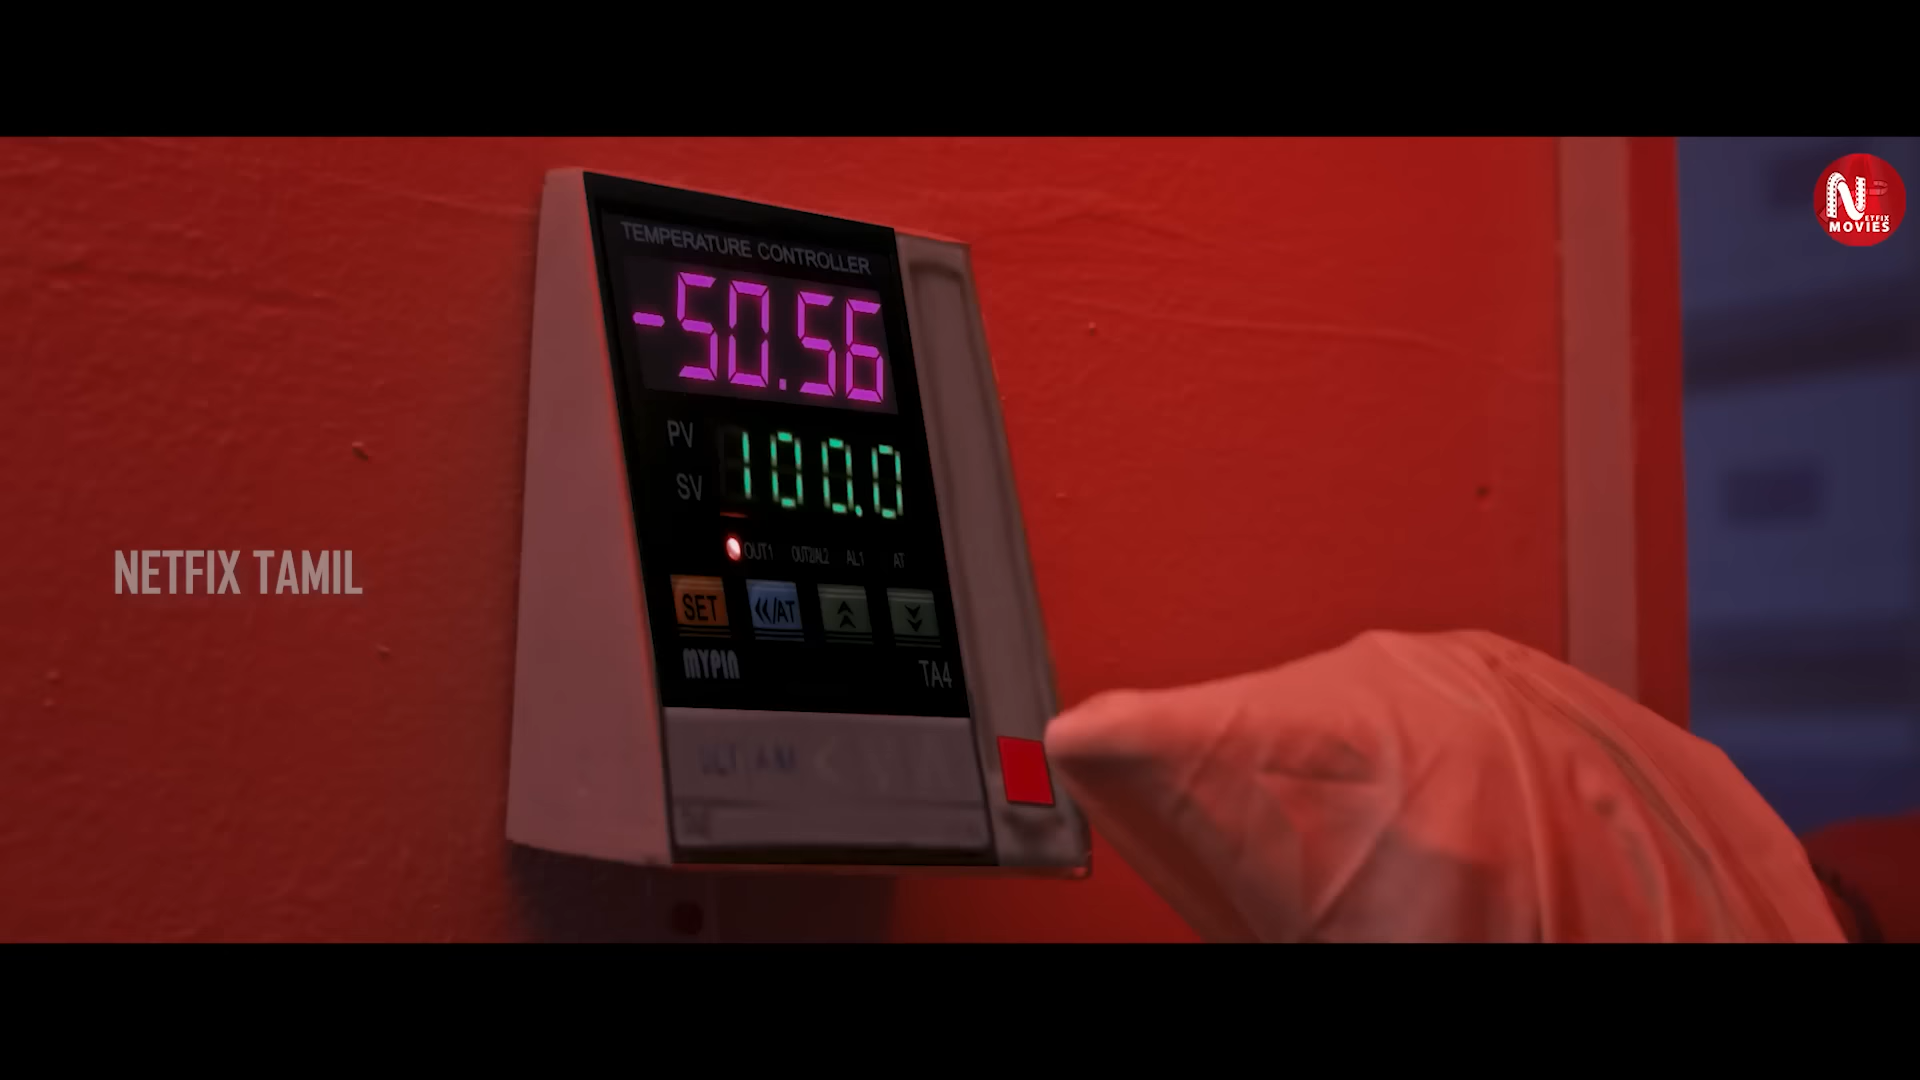 TEMPERATURE CONTROLLER
-50.56
PV
100.0
SV
OUT1 OUT2/AL2 AL1 AT
SET <</AT
MYPIN TA4
NETFIX TAMIL
NETFIX
MOVIES